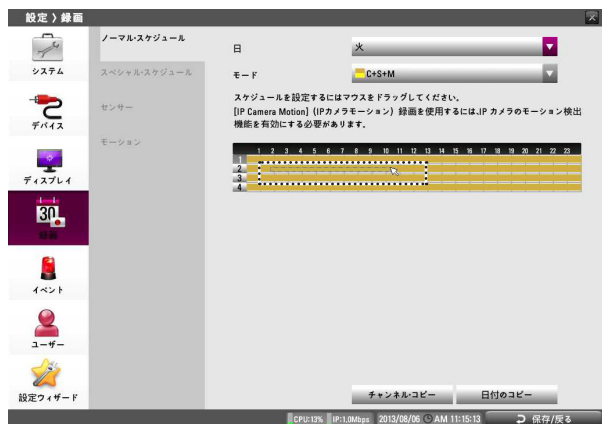 設定 〉録画
システム
デバイス
ディスプレイ
30
録画
イベント
ユーザー
設定ウィザード
ノーマル・スケジュール
スペシャル・スケジュール
センサー
モーション
日 火
モード C+S+M
スケジュールを設定するにはマウスをドラッグしてください。
[IP Camera Motion] (IPカメラモーション) 録画を使用するには、IP カメラのモーション検出
機能を有効にする必要があります。
1 2 3 4 5 6 7 8 9 10 11 12 13 14 15 16 17 18 19 20 21 22 23
1
2
3
4
チャンネル・コピー 日付のコピー
CPU:13% IP:1.0Mbps 2013/08/06 AM 11:15:13 保存/戻る